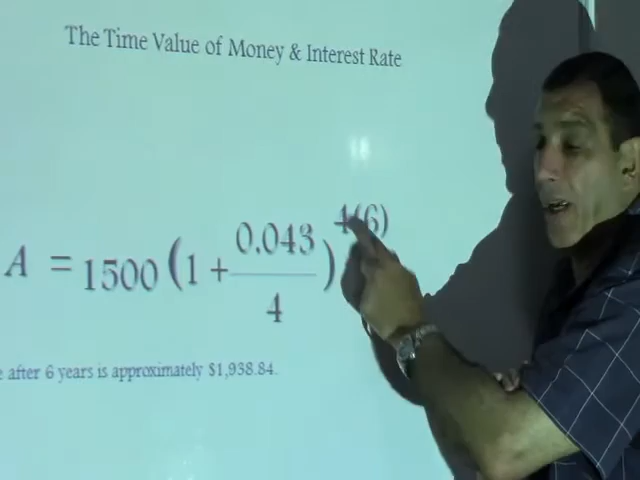 The Time Value of Money & Interest Rate
A = 1500 (1 + 0.043/4)^4(6)
after 6 years is approximately $1,938.84.